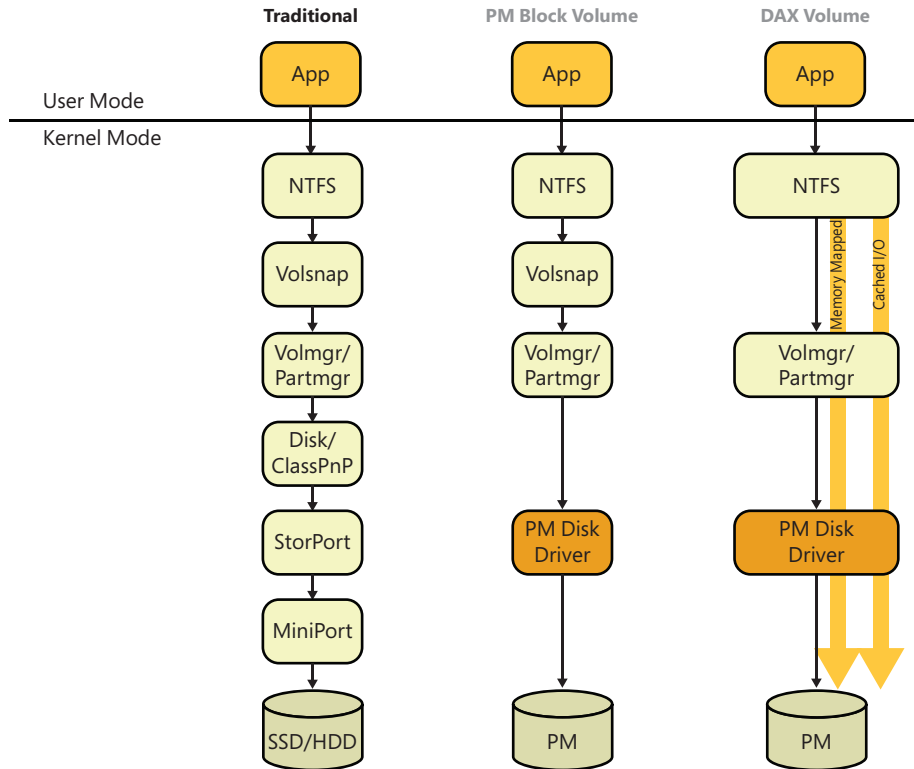 Traditional
PM Block Volume
DAX Volume
App
App
App
User Mode
Kernel Mode
NTFS
NTFS
NTFS
Memory Mapped
Cached I/O
Volsnap
Volsnap
Volmgr/
Partmgr
Volmgr/
Partmgr
Volmgr/
Partmgr
Disk/
ClassPnP
StorPort
PM Disk
Driver
PM Disk
Driver
MiniPort
SSD/HDD
PM
PM